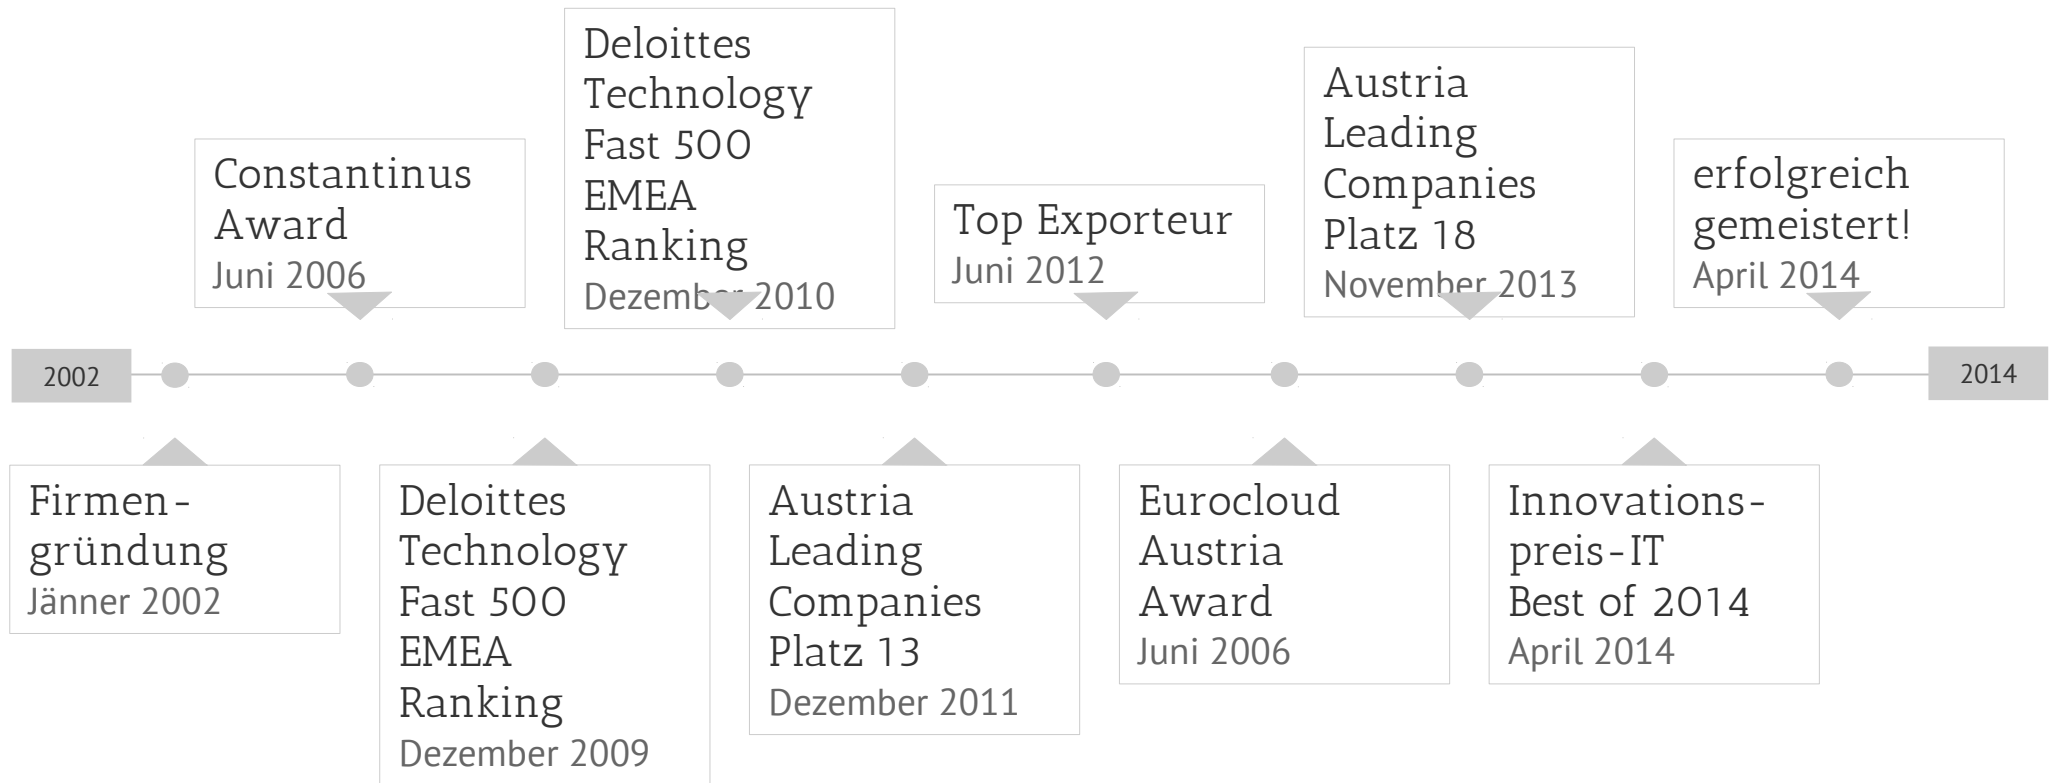 Deloittes
Technology
Fast 500
EMEA
Ranking
Dezember 2010
Austria
Leading
Companies
Platz 18
November 2013
Constantinus
Award
Juni 2006
Top Exporteur
Juni 2012
erfolgreich
gemeistert!
April 2014
2002
2014
Firmen-
gründung
Jänner 2002
Deloittes
Technology
Fast 500
EMEA
Ranking
Dezember 2009
Austria
Leading
Companies
Platz 13
Dezember 2011
Eurocloud
Austria
Award
Juni 2006
Innovations-
preis-IT
Best of 2014
April 2014